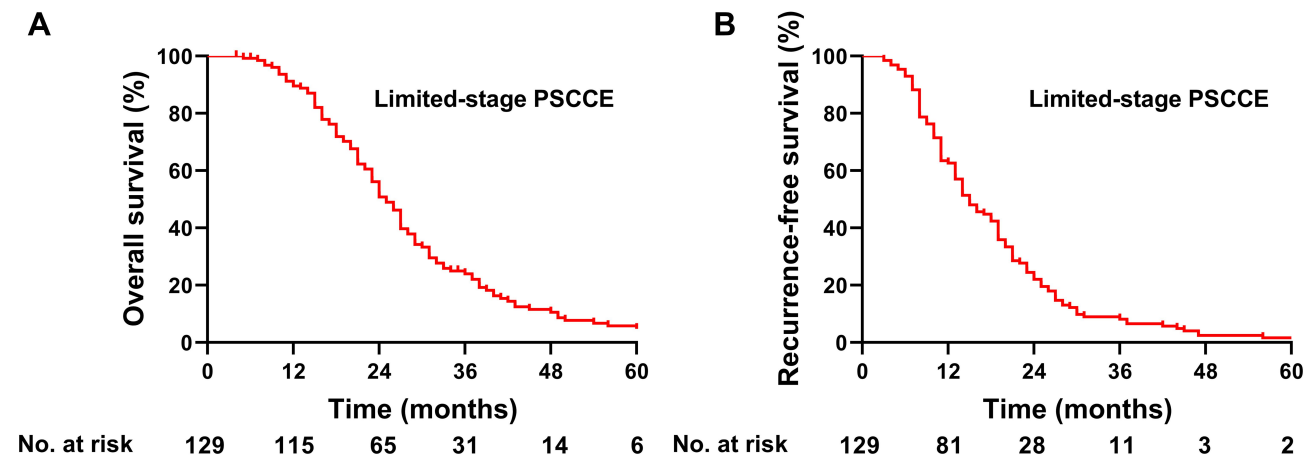 A
Overall survival (%)
100
80
60
40
20
0
Limited-stage PSCCE
0 12 24 36 48 60
Time (months)
No. at risk 129 115 65 31 14 6
B
Recurrence-free survival (%)
100
80
60
40
20
0
Limited-stage PSCCE
0 12 24 36 48 60
Time (months)
No. at risk 129 81 28 11 3 2